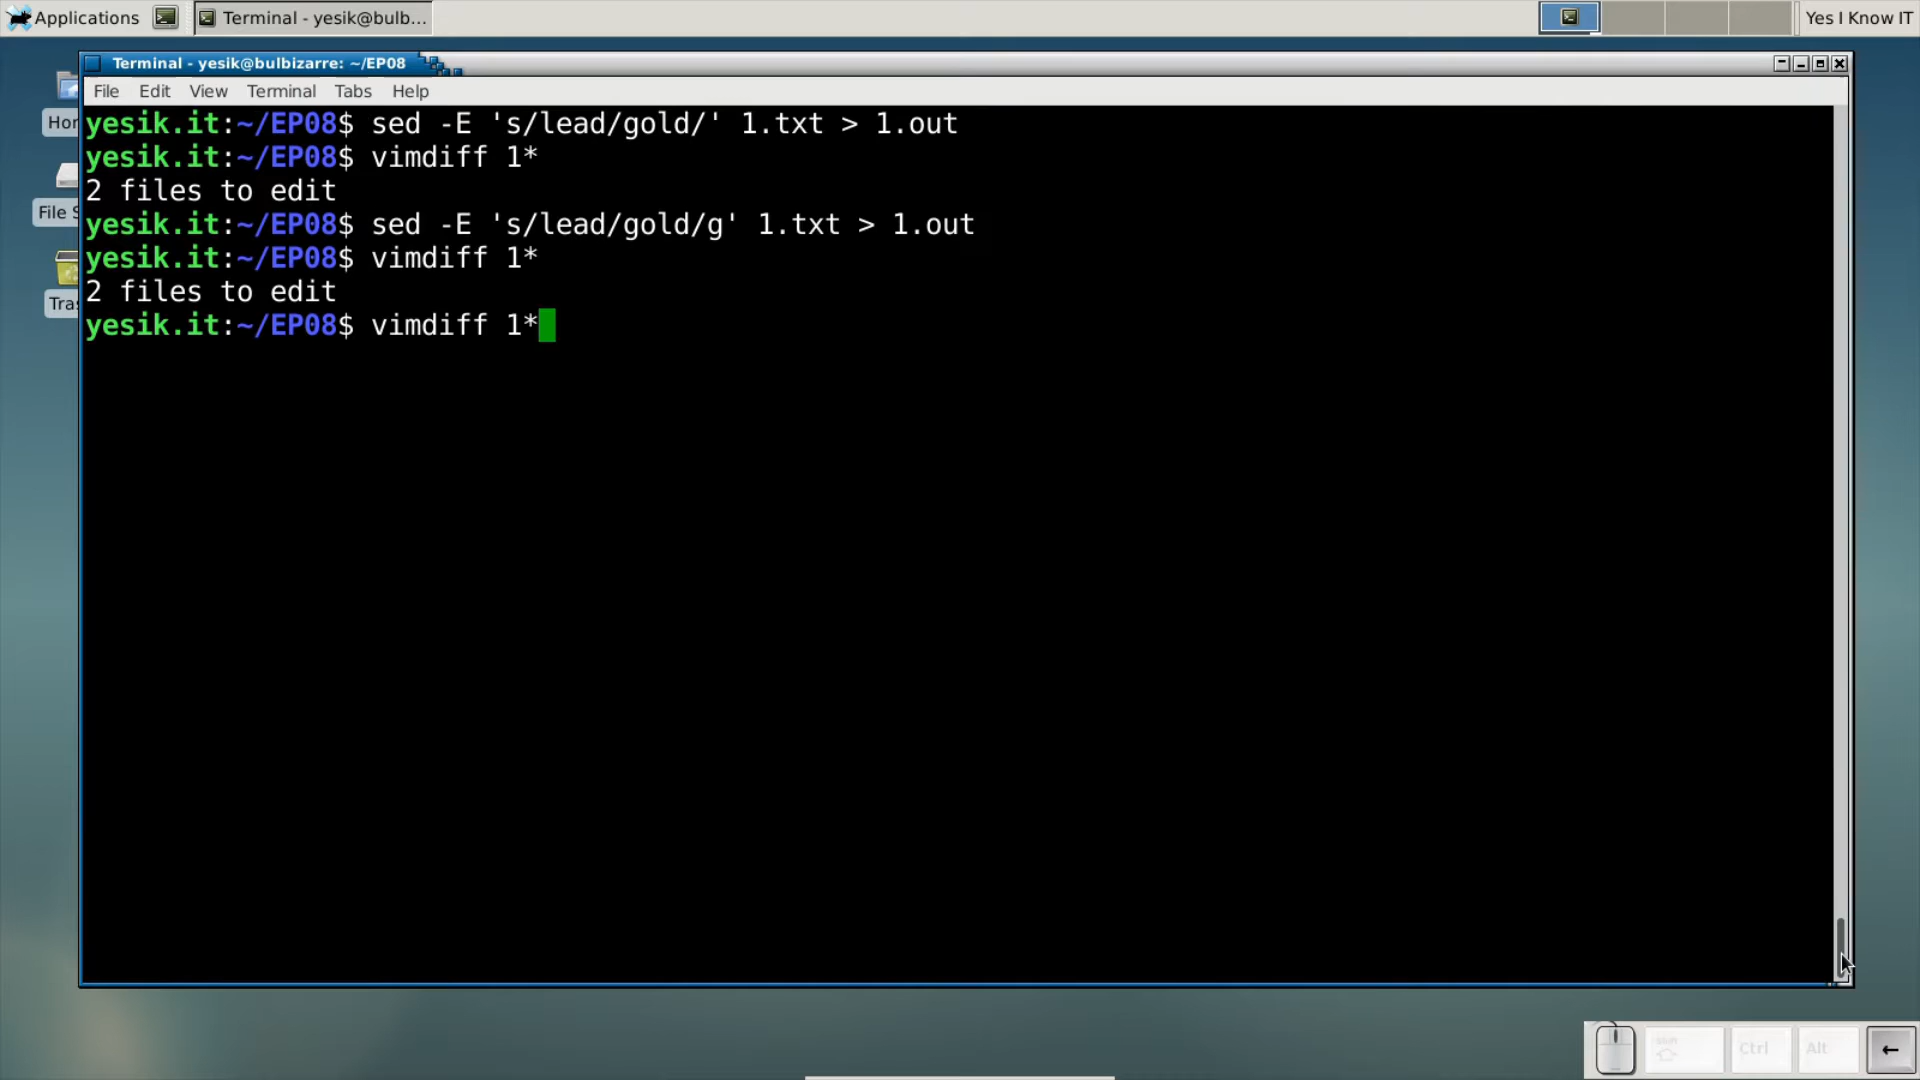 Applications
Terminal - yesik@bulb...
Yes I Know IT
Terminal - yesik@bulbizarre: ~/EP08
File Edit View Terminal Tabs Help
yesik.it:~/EP08$ sed -E 's/lead/gold/' 1.txt > 1.out
yesik.it:~/EP08$ vimdiff 1*
2 files to edit
yesik.it:~/EP08$ sed -E 's/lead/gold/g' 1.txt > 1.out
yesik.it:~/EP08$ vimdiff 1*
2 files to edit
yesik.it:~/EP08$ vimdiff 1*
Hor
File S
Tras
Shift
Ctrl
Alt
←